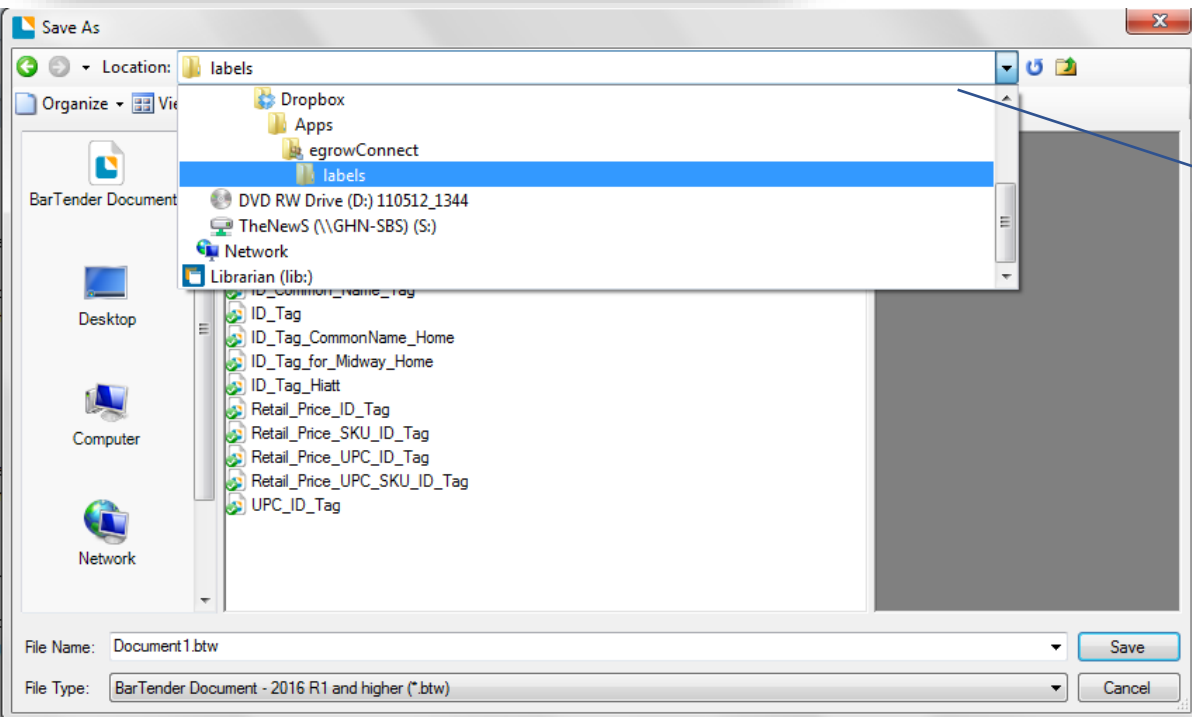 Save As
Location: labels
Organize Vie
Dropbox
Apps
egrowConnect
labels
DVD RW Drive (D:) 110512_1344
TheNewS (\\GHN-SBS) (S:)
Network
Librarian (lib:)
BarTender Document
Desktop
Computer
Network
ID_Common_Name_Tag
ID_Tag
ID_Tag_CommonName_Home
ID_Tag_for_Midway_Home
ID_Tag_Hiatt
Retail_Price_ID_Tag
Retail_Price_SKU_ID_Tag
Retail_Price_UPC_ID_Tag
Retail_Price_UPC_SKU_ID_Tag
UPC_ID_Tag
File Name: Document1.btw Save
File Type: BarTender Document - 2016 R1 and higher (*.btw) Cancel